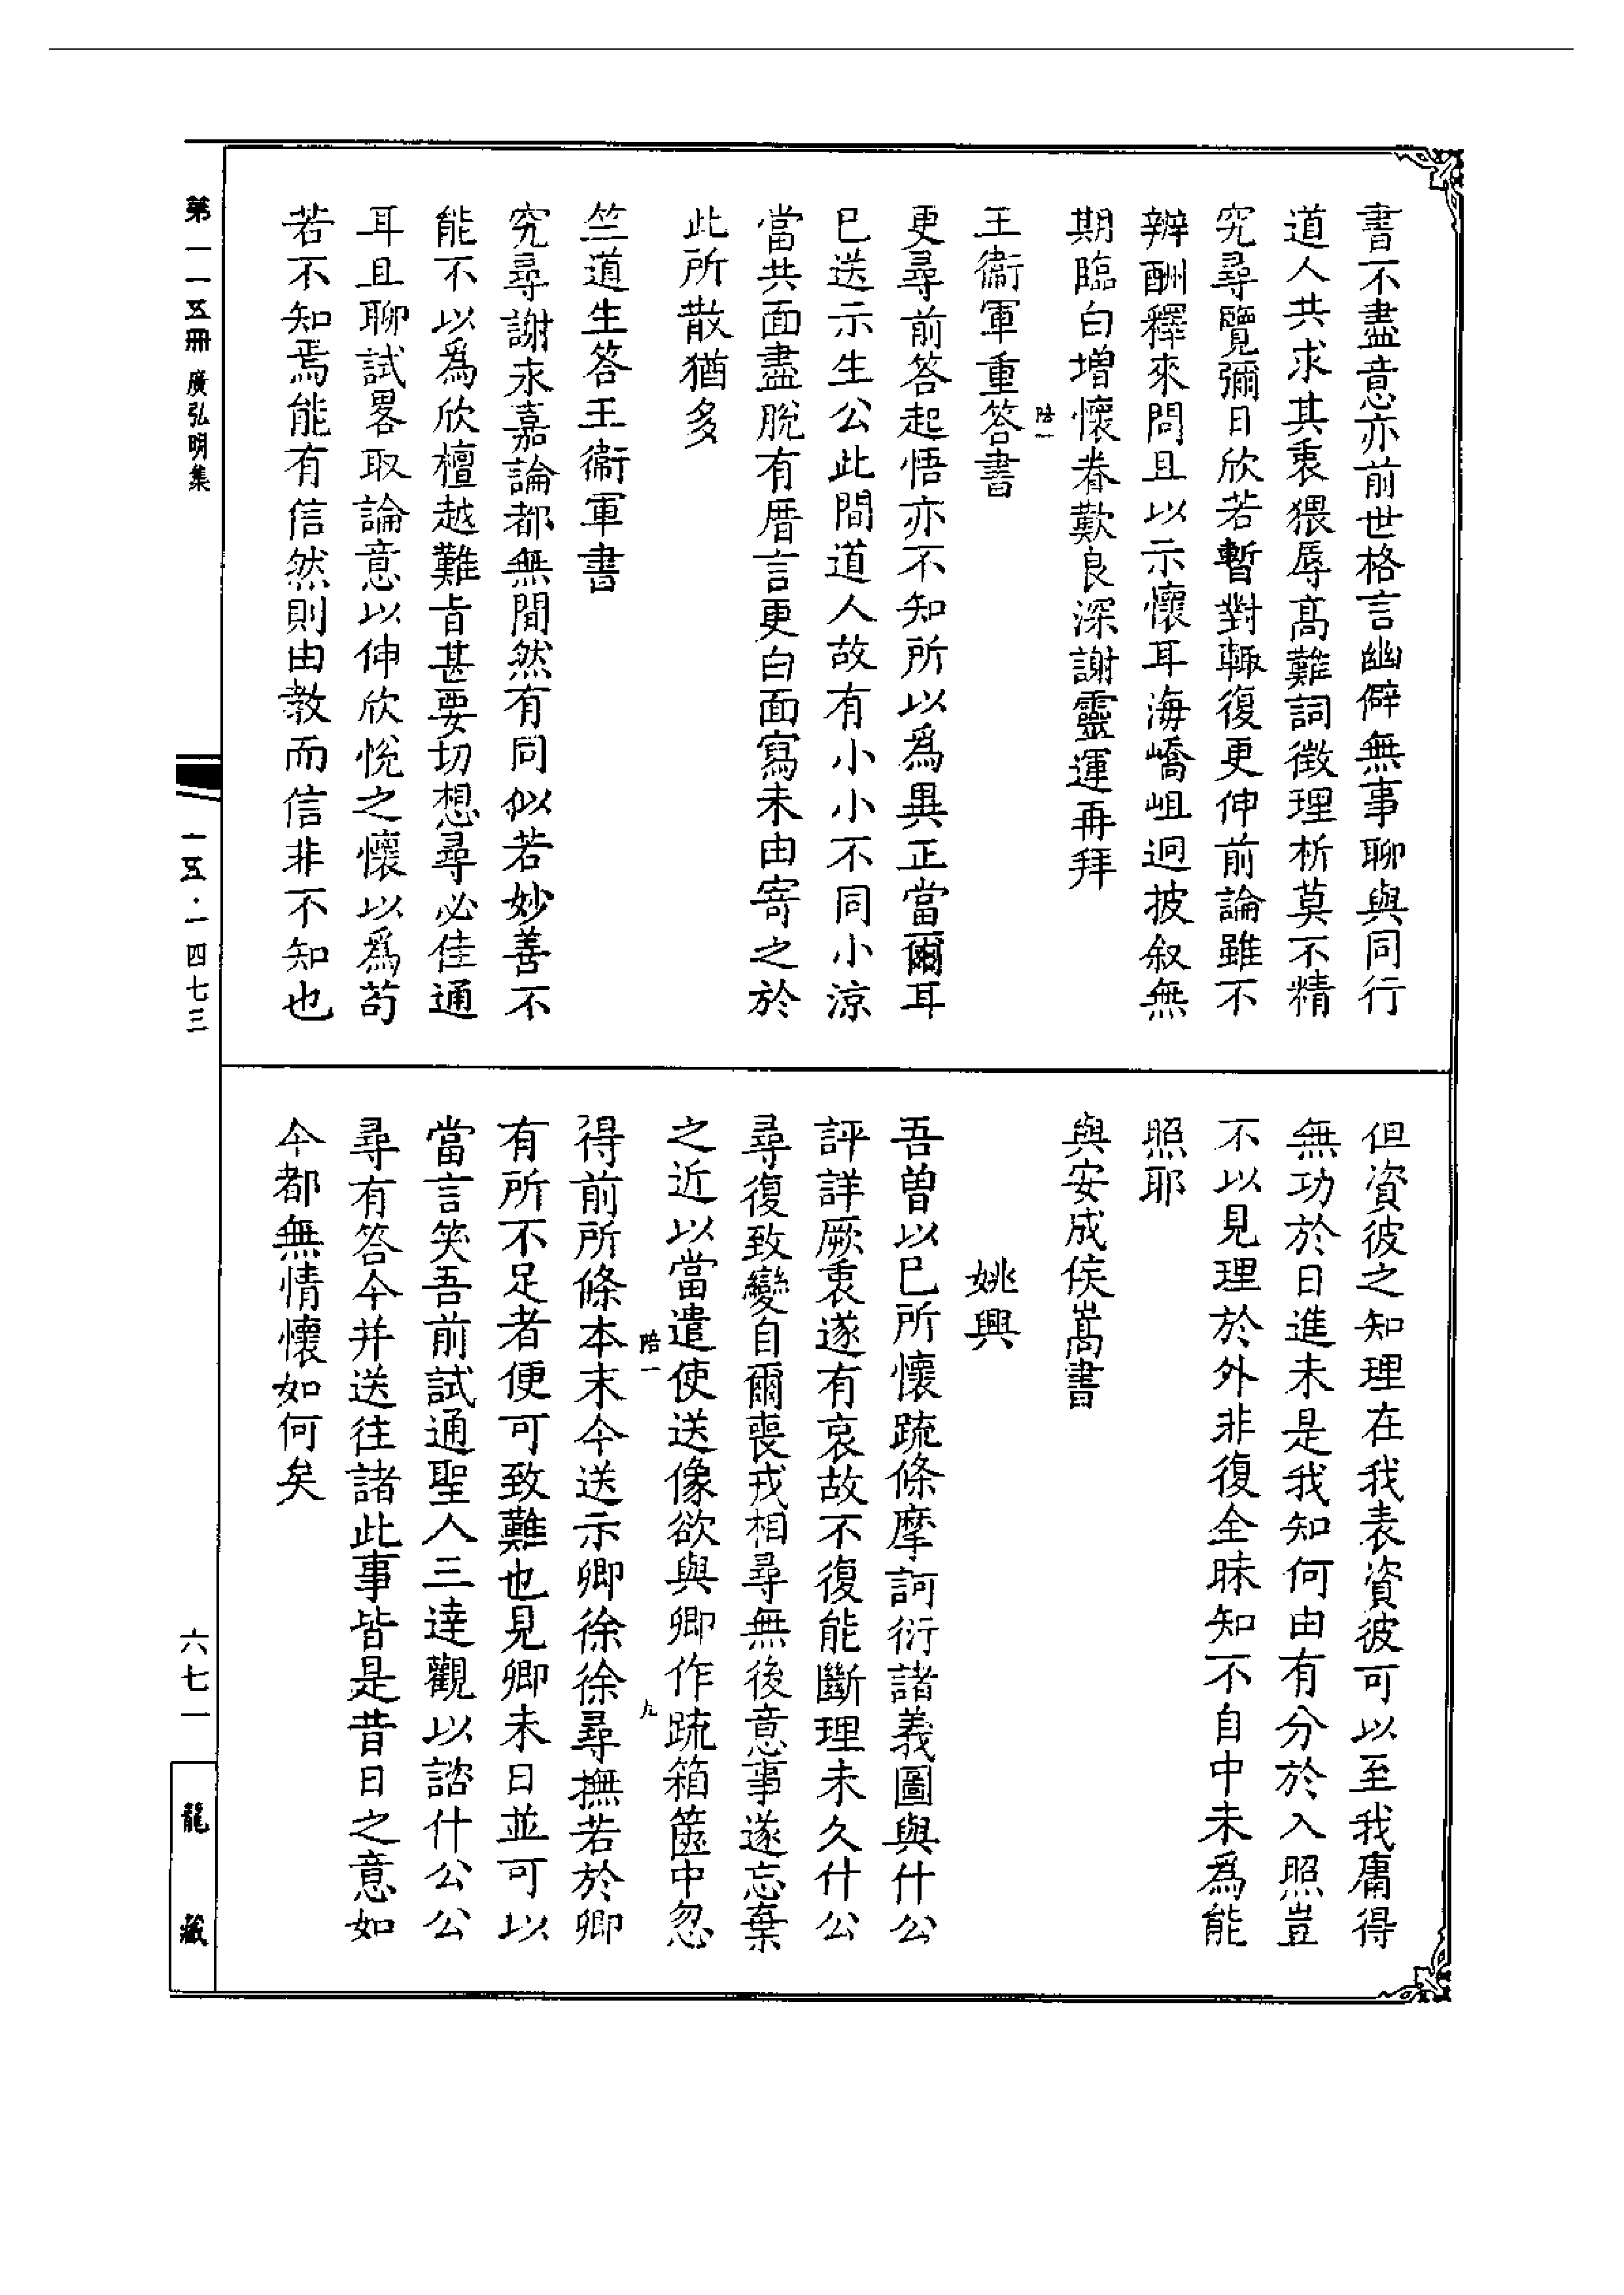 書不盡意亦前世格言幽僻無事聊與同行
道人共求其衷猥辱髙難詞徵理析莫不精
究尋覽彌日欣若暫對輙復更伸前論雖不
辨酬釋來問且以示懷耳海嶠岨迥披叙無
期臨白增懷眷歎良深謝靈運再拜
陪一
王衞軍重答書
更尋前答起悟亦不知所以爲異正當爾耳
已送示生公此間道人故有小小不同小涼
當共面盡脫有厝言更白面寫未由寄之於
此所散猶多
竺道生答王衞軍書
究尋謝永嘉論都無間然有同似若妙善不
能不以爲欣檀越難旨甚要切想尋必佳通
耳且聊試畧取論意以伸欣悅之懷以爲茍
若不知焉能有信然則由教而信非不知也
但資彼之知理在我表資彼可以至我庸得
無功於日進未是我知何由有分於入照豈
不以見理於外非復全昧知不自中未爲能
照耶
與安成侯嵩書
姚興
吾曾以已所懷疏條摩訶衍諸義圖與什公
評詳厥衷遂有哀故不復能斷理未久什公
尋復致變自爾喪戎相尋無後意事遂忘棄
之近以當遣使送像欲與卿作疏箱篋中忽
陪一
九
得前所條本末今送示卿徐徐尋撫若於卿
有所不足者便可致難也見卿未日並可以
當言笑吾前試通聖人三達觀以諮什公公
尋有答今并送往諸此事皆是昔日之意如
今都無情懷如何矣
第一一五冊 廣弘明集
一五·一四七三
六七一
龍藏